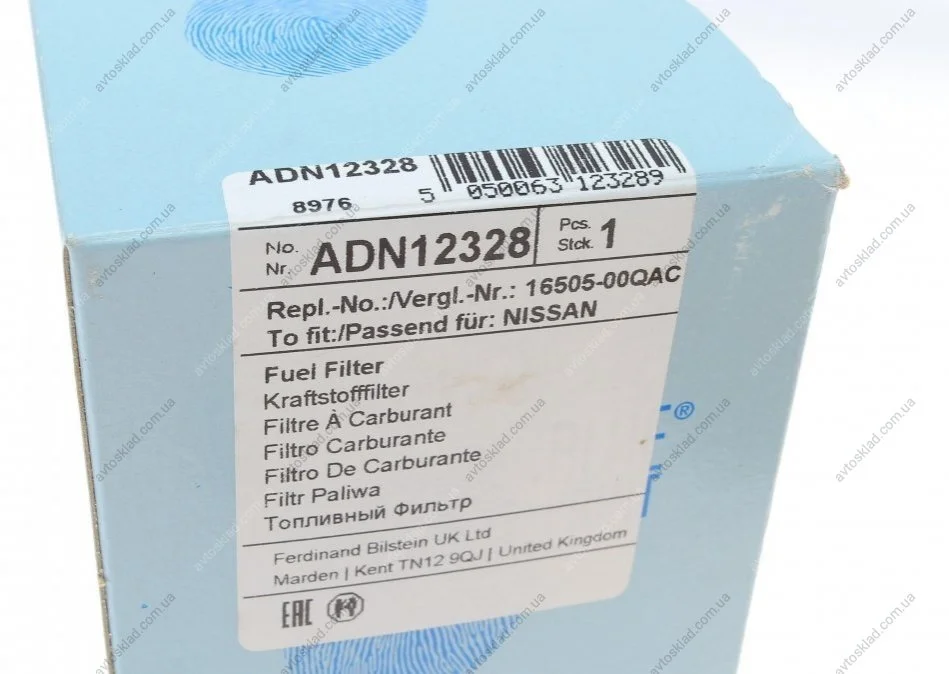 ADN12328
8976
5 050063 123289
No.
Nr.
ADN12328
Pcs.
Stck.
1
Repl.-No.:/Vergl.-Nr.: 16505-00QAC
To fit:/Passend für: NISSAN
Fuel Filter
Kraftstofffilter
Filtre À Carburant
Filtro Carburante
Filtro De Carburante
Filtr Paliwa
Топливный Фильтр
Ferdinand Bilstein UK Ltd
Marden | Kent TN12 9QJ | United Kingdom
EAC
®
avtosklad.com.ua